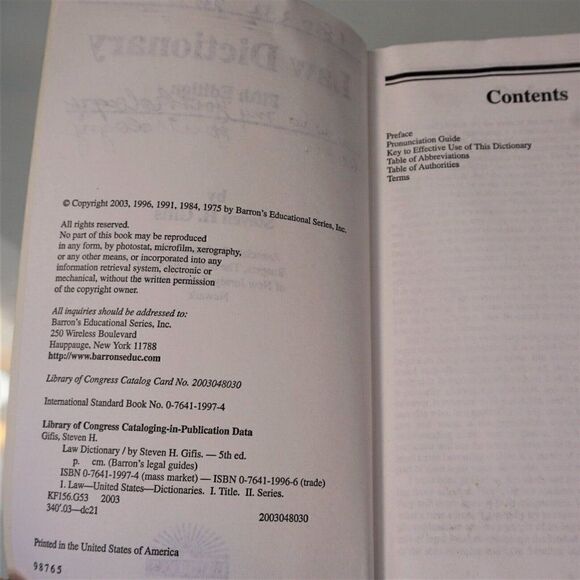 © Copyright 2003, 1996, 1991, 1984, 1975 by Barron's Educational Series, Inc.
All rights reserved.
No part of this book may be reproduced
in any form, by photostat, microfilm, xerography,
or any other means, or incorporated into any
information retrieval system, electronic or
mechanical, without the written permission
of the copyright owner.
All inquiries should be addressed to:
Barron's Educational Series, Inc.
250 Wireless Boulevard
Hauppauge, New York 11788
http://www.barronseduc.com
Library of Congress Catalog Card No. 2003048030
International Standard Book No. 0-7641-1997-4
Library of Congress Cataloging-in-Publication Data
Gifis, Steven H.
Law Dictionary / by Steven H. Gifis. — 5th ed.
p. cm. (Barron's legal guides)
ISBN 0-7641-1997-4 (mass market) — ISBN 0-7641-1996-6 (trade)
1. Law—United States—Dictionaries. I. Title. II. Series.
KF156.G53 2003
340'.03—dc21
2003048030
Printed in the United States of America
98765
Contents
Preface
Pronunciation Guide
Key to Effective Use of This Dictionary
Table of Abbreviations
Table of Authorities
Terms